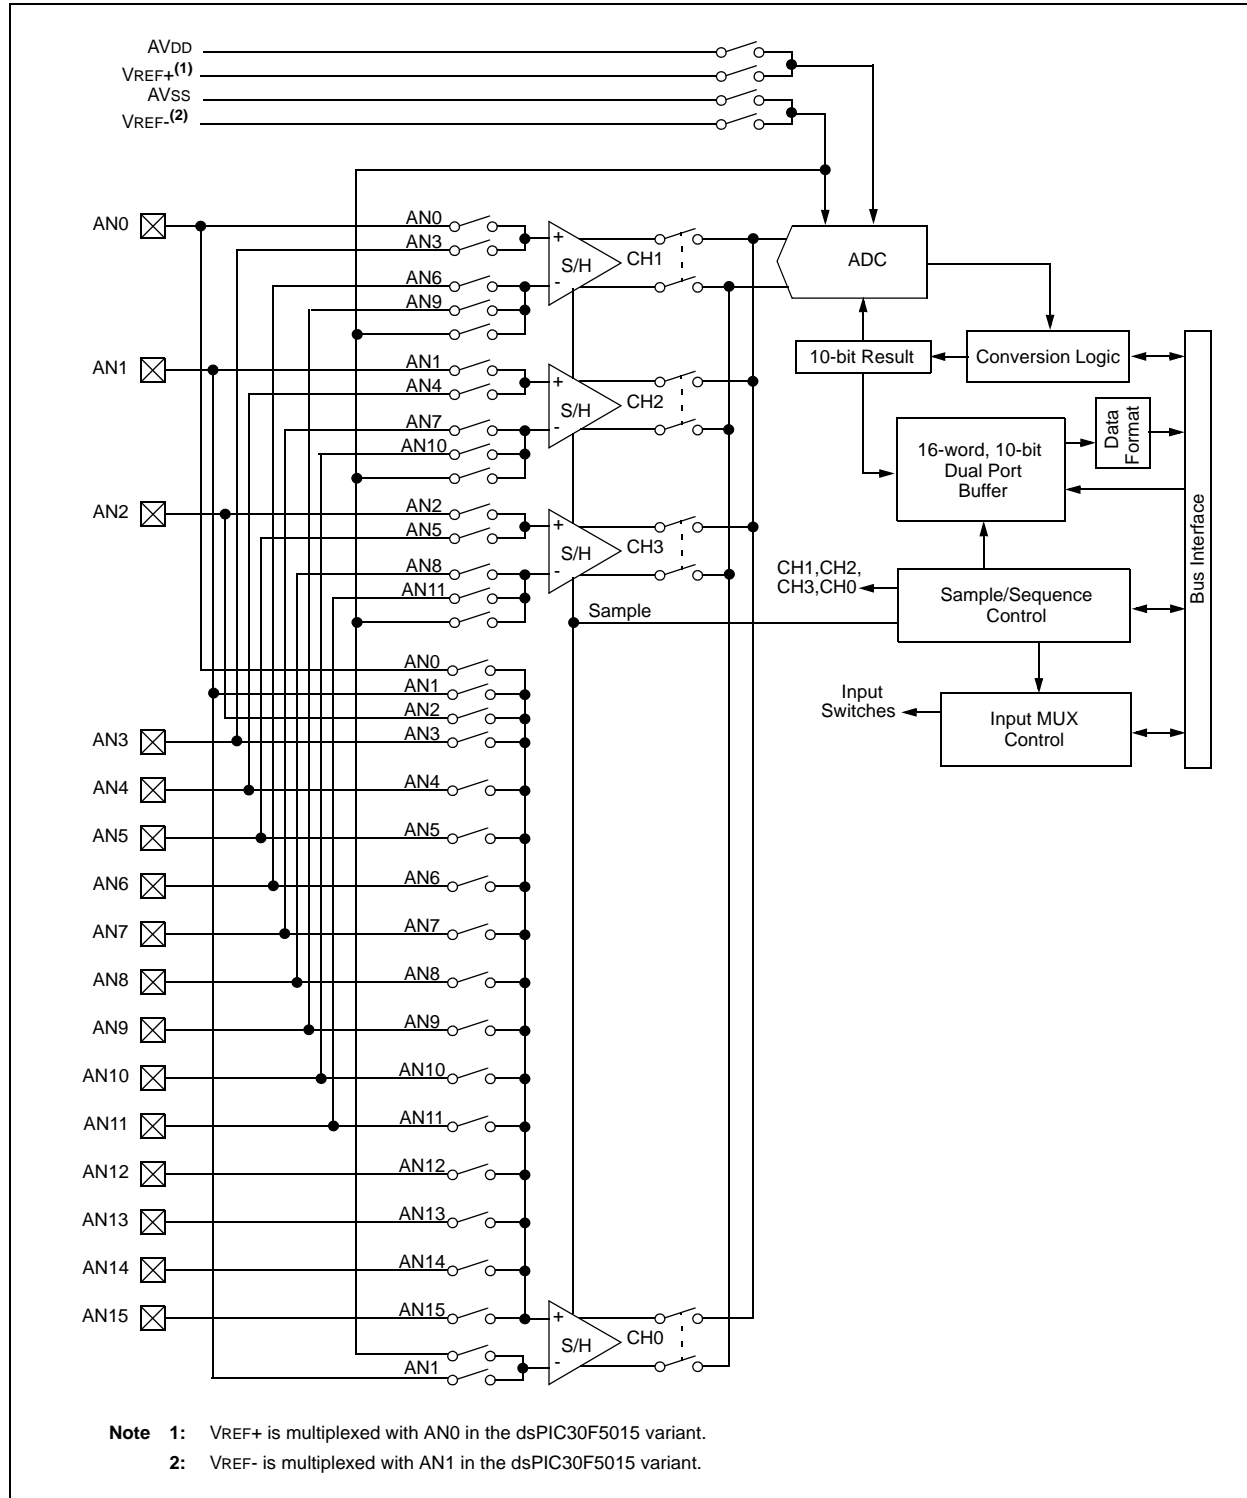 AVDD
VREF+(1)
AVSS
VREF-(2)
AN0
AN0
AN3
+
S/H
-
CH1
ADC
AN6
AN9
10-bit Result
Conversion Logic
AN1
AN1
AN4
+
S/H
-
CH2
AN7
AN10
16-word, 10-bit
Dual Port
Buffer
Data
Format
AN2
AN2
AN5
+
S/H
-
CH3
AN8
AN11
CH1,CH2,
CH3,CH0
Sample
Sample/Sequence
Control
Bus Interface
AN0
AN1
AN2
AN3
AN3
Input
Switches
Input MUX
Control
AN4
AN4
AN5
AN5
AN6
AN6
AN7
AN7
AN8
AN8
AN9
AN9
AN10
AN10
AN11
AN11
AN12
AN12
AN13
AN13
AN14
AN14
AN15
AN15
+
S/H
-
CH0
AN1
Note 1: VREF+ is multiplexed with AN0 in the dsPIC30F5015 variant.
2: VREF- is multiplexed with AN1 in the dsPIC30F5015 variant.